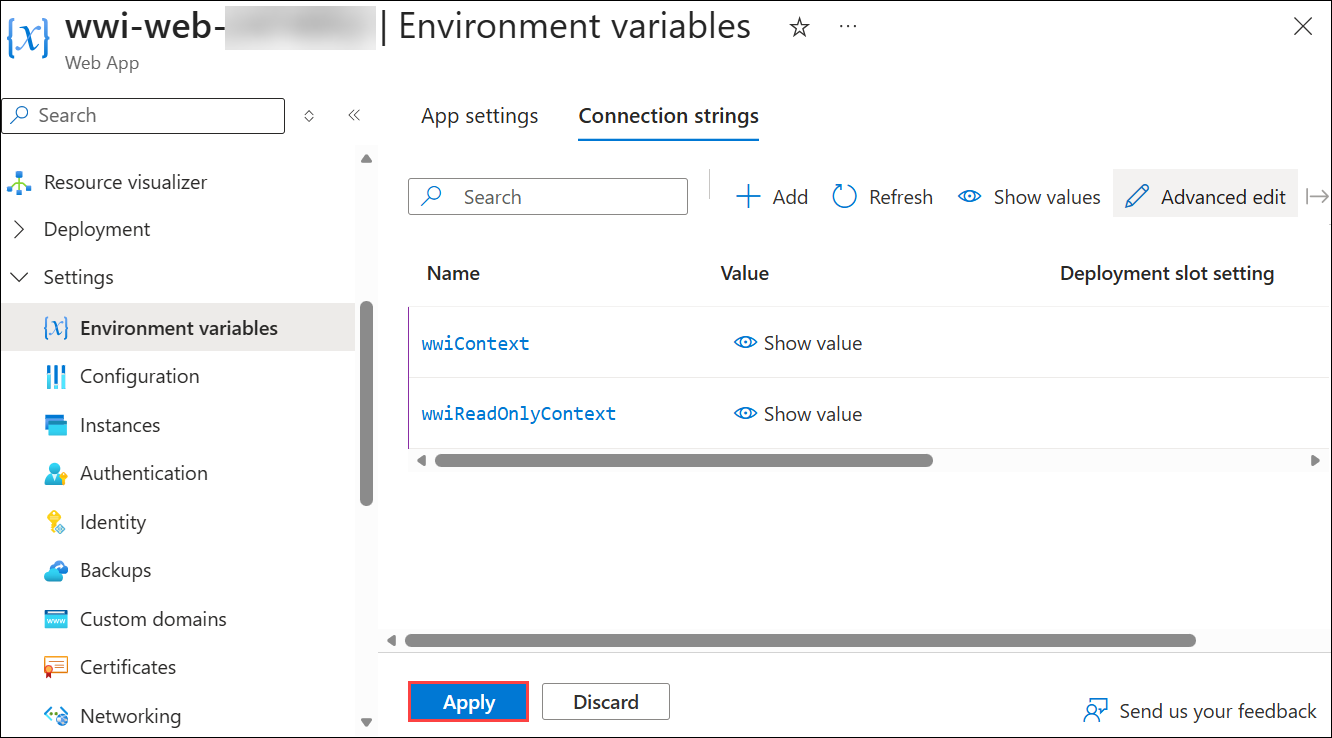 wwi-web- | Environment variables
Web App
Search
Resource visualizer
Deployment
Settings
Environment variables
Configuration
Instances
Authentication
Identity
Backups
Custom domains
Certificates
Networking
App settings
Connection strings
Search
Add
Refresh
Show values
Advanced edit
Name Value Deployment slot setting
wwiContext Show value
wwiReadOnlyContext Show value
Apply
Discard
Send us your feedback